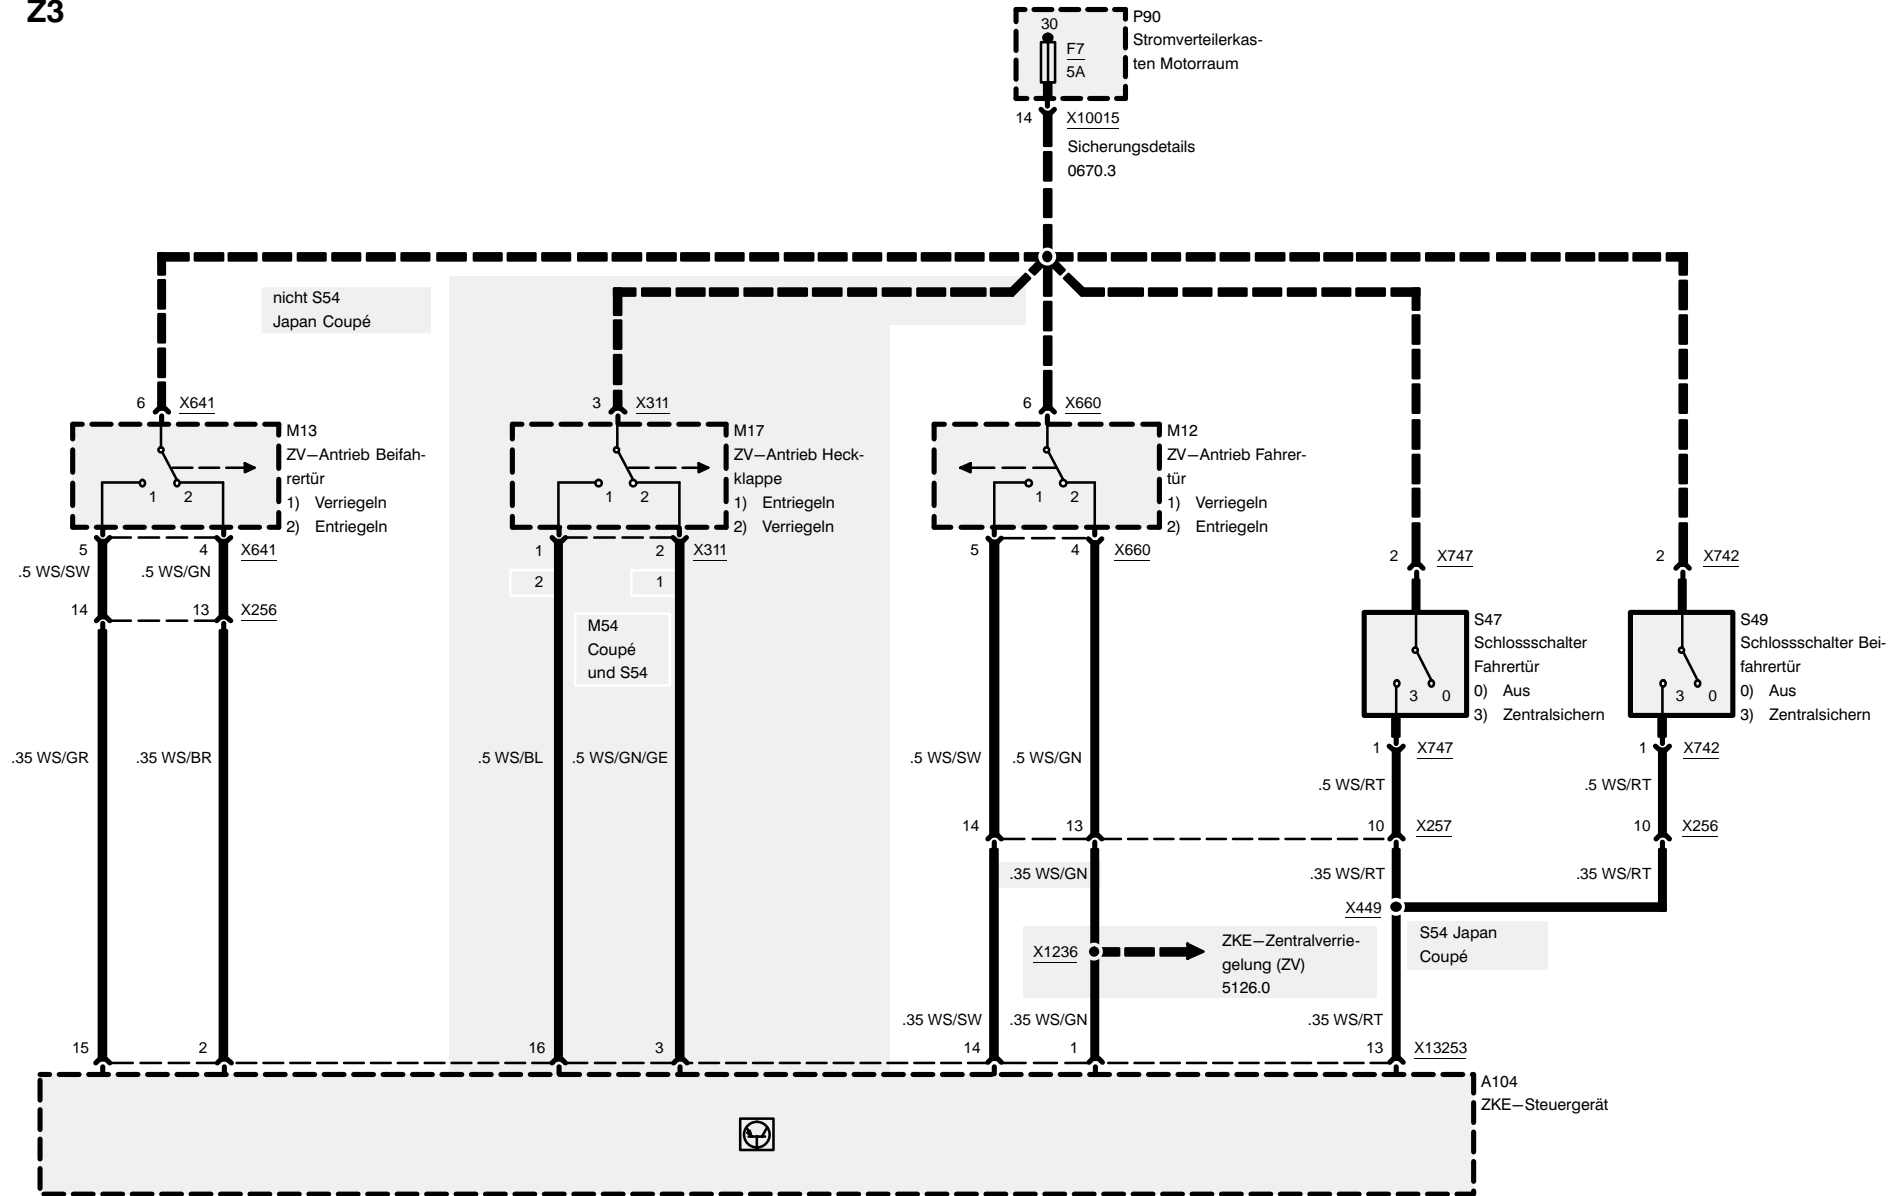 Z3
30
F7
5A
P90
Stromverteilerkas-
ten Motorraum
14 X10015
Sicherungsdetails
0670.3
nicht S54
Japan Coupé
6 X641
3 X311
6 X660
M13
ZV–Antrieb Beifah-
rertür
1) Verriegeln
2) Entriegeln
1 2
M17
ZV–Antrieb Heck-
klappe
1) Entriegeln
2) Verriegeln
1 2
M12
ZV–Antrieb Fahrer-
tür
1) Verriegeln
2) Entriegeln
1 2
5 4 X641
1 2 X311
5 4 X660
2 X747
2 X742
.5 WS/SW .5 WS/GN
2 1
14 13 X256
M54
Coupé
und S54
S47
Schlossschalter
Fahrertür
0) Aus
3) Zentralsichern
3 0
S49
Schlossschalter Bei-
fahrertür
0) Aus
3) Zentralsichern
3 0
1 X747
1 X742
.35 WS/GR .35 WS/BR .5 WS/BL .5 WS/GN/GE .5 WS/SW .5 WS/GN
.5 WS/RT .5 WS/RT
14 13 10 X257 10 X256
.35 WS/GN .35 WS/RT .35 WS/RT
X449
S54 Japan
Coupé
X1236
ZKE–Zentralverrie-
gelung (ZV)
5126.0
.35 WS/SW .35 WS/GN .35 WS/RT
15 2 16 3 14 1 13 X13253
A104
ZKE–Steuergerät